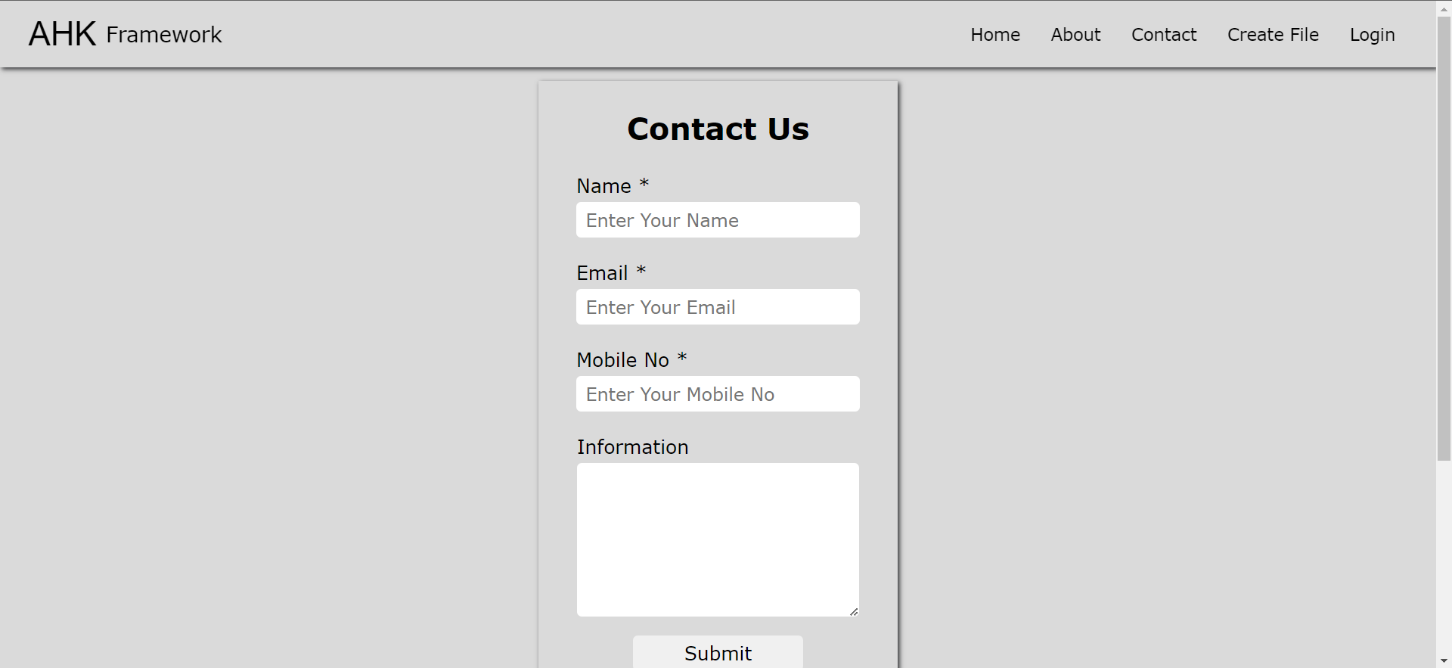 AHK Framework Home About Contact Create File Login
Contact Us
Name *
Enter Your Name
Email *
Enter Your Email
Mobile No *
Enter Your Mobile No
Information
Submit